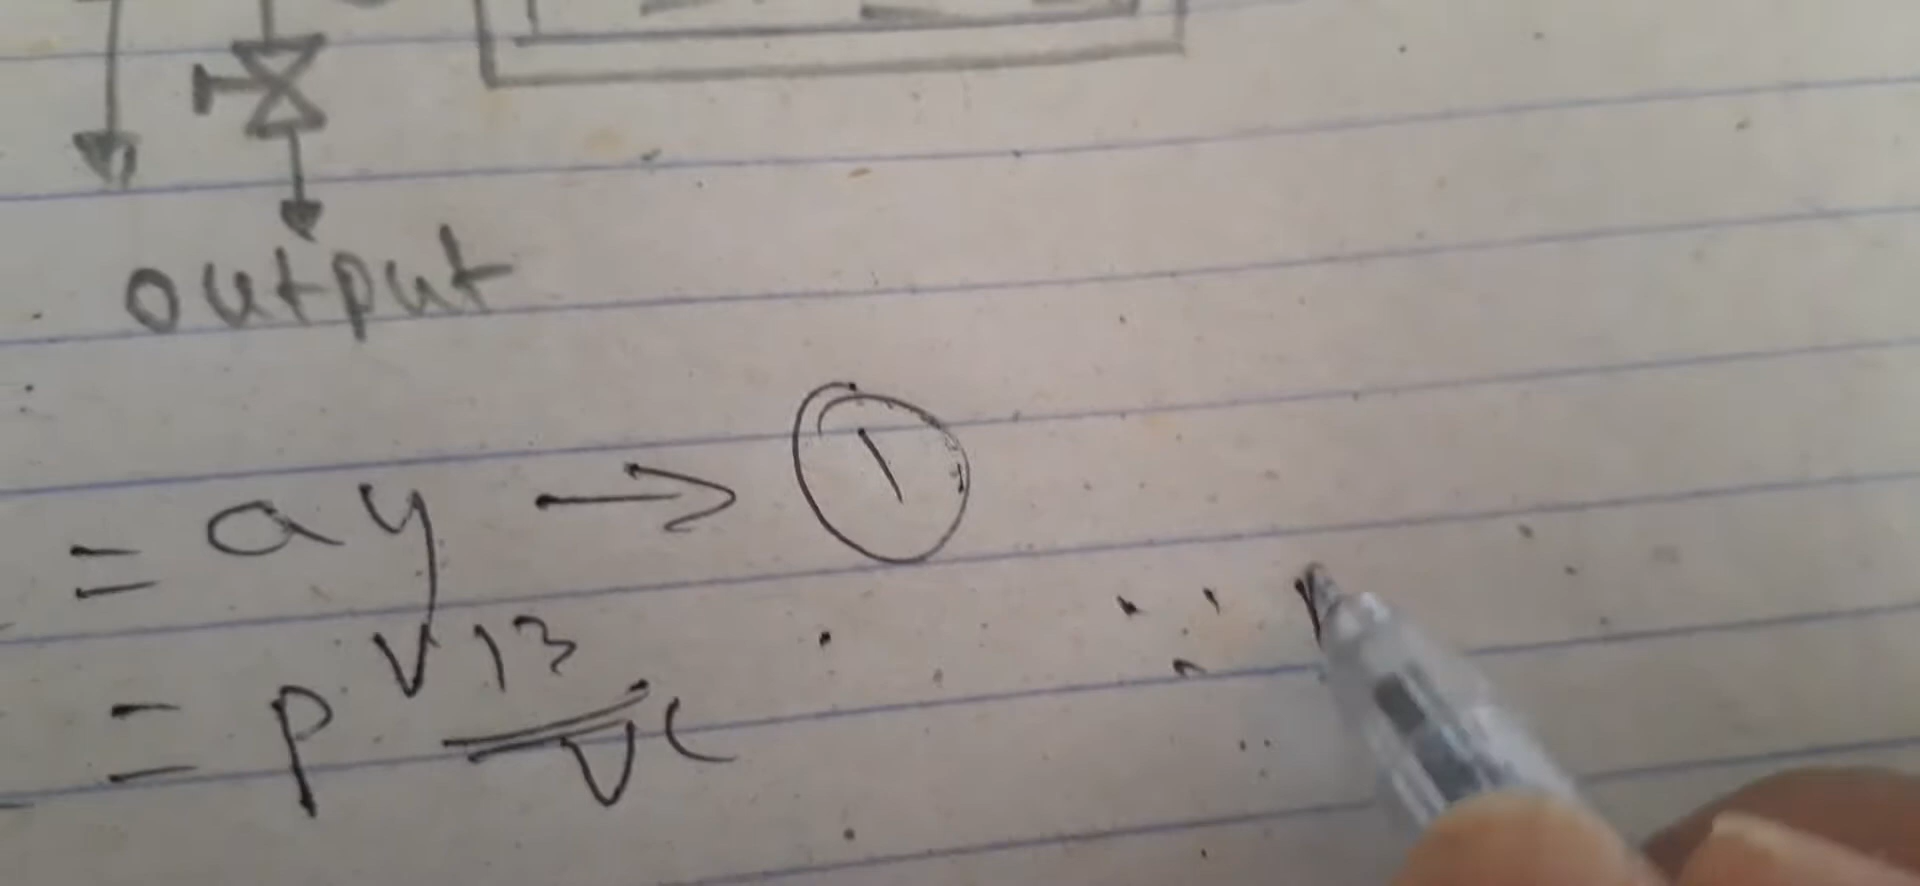 output
= ay → 1
= P V13 / VC